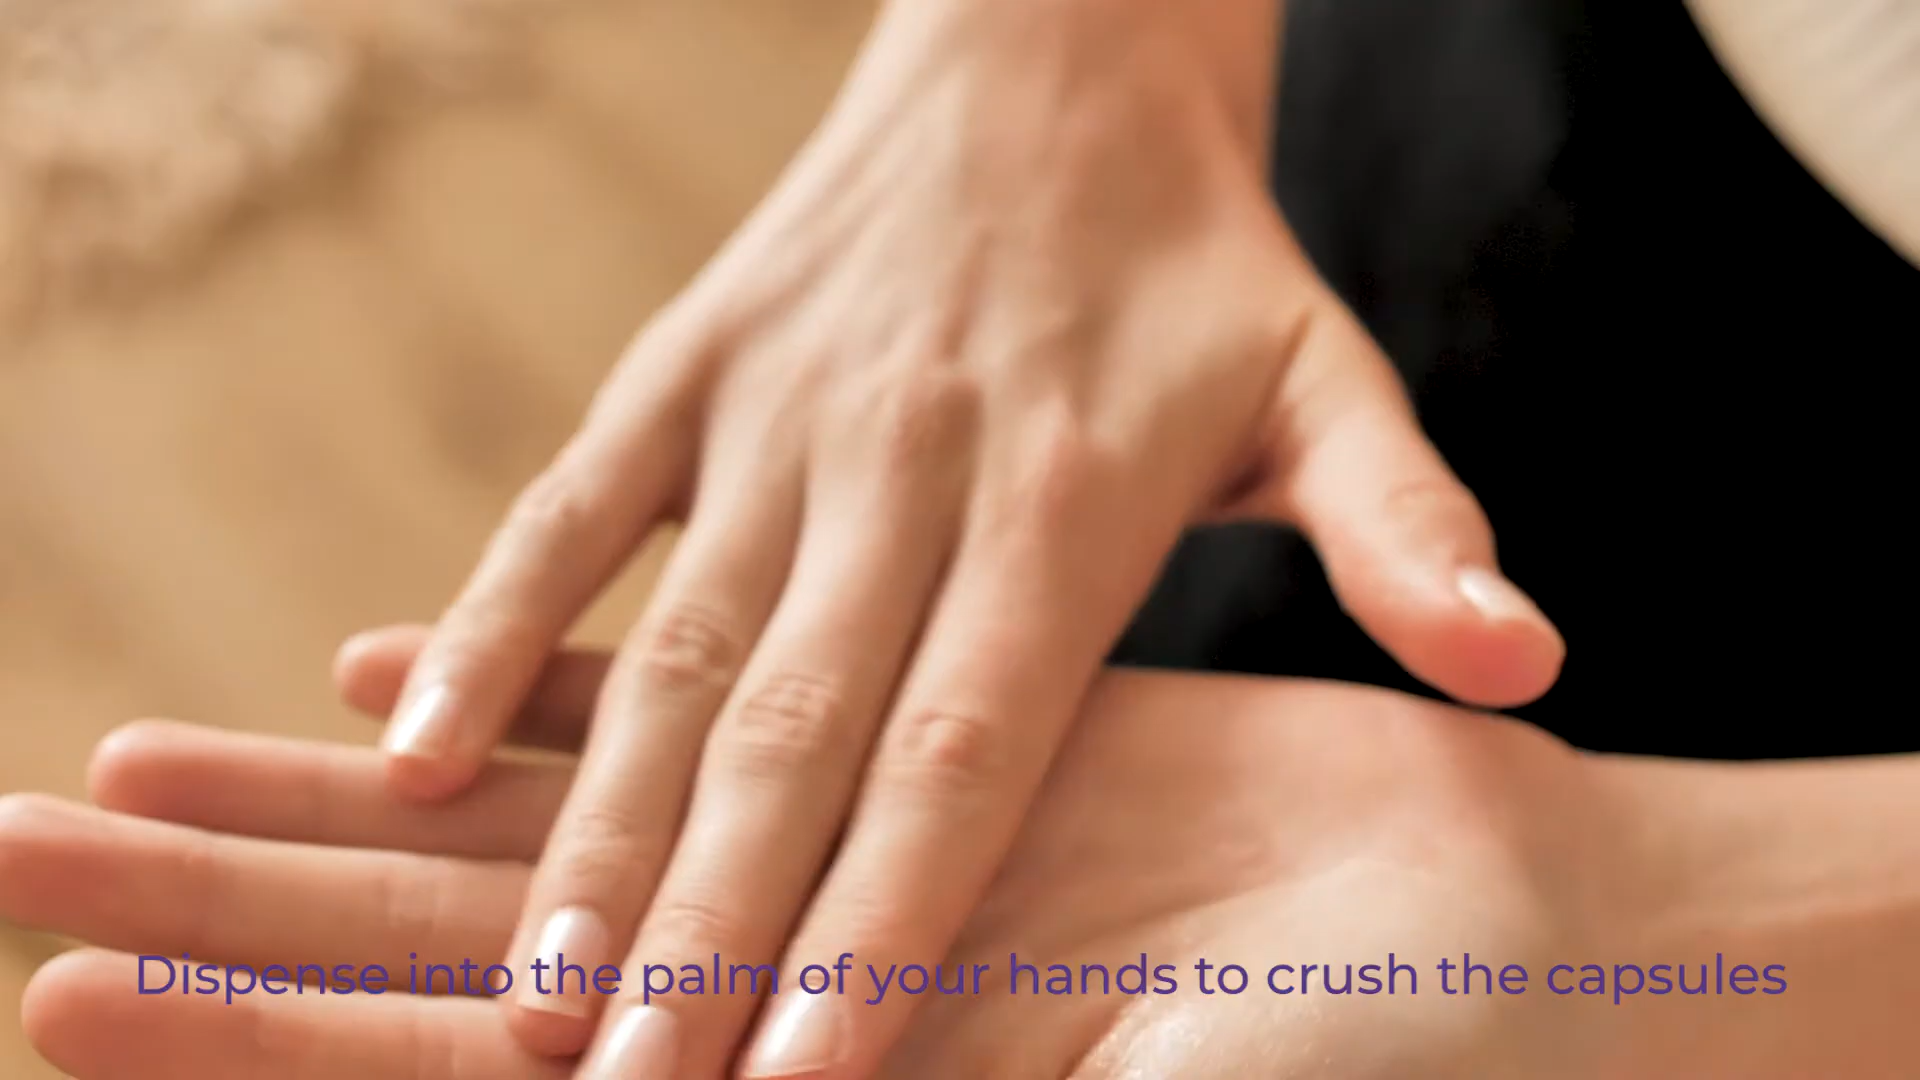 Dispense into the palm of your hands to crush the capsules